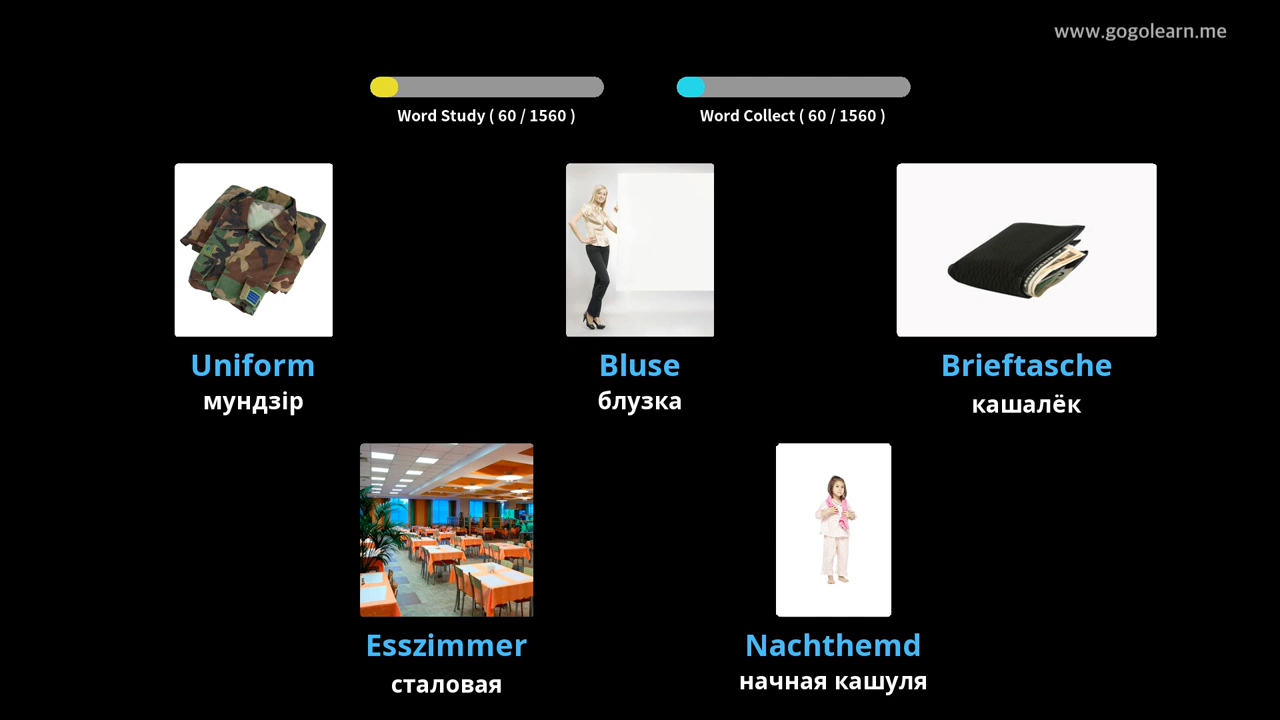 www.gogolearn.me
Word Study ( 60 / 1560 )
Word Collect ( 60 / 1560 )
Uniform
мундзір
Bluse
блузка
Brieftasche
кашалёк
Esszimmer
сталовая
Nachthemd
начная кашуля